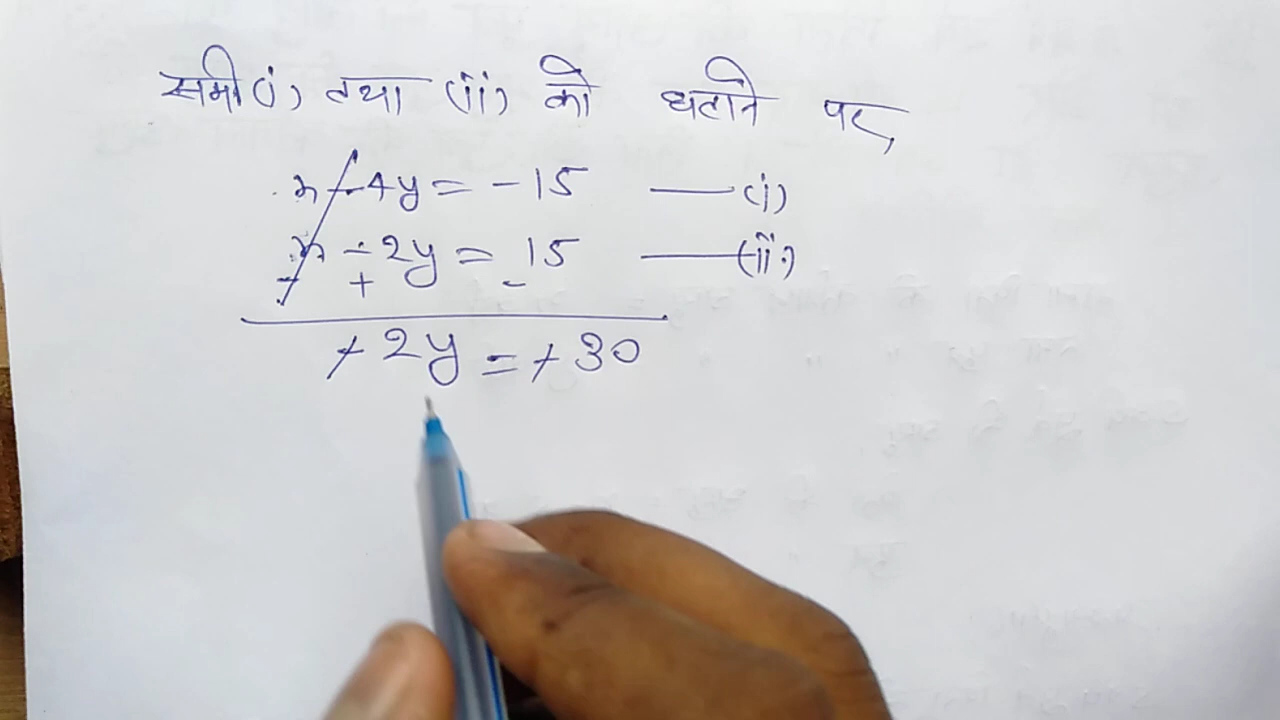 समी(i) तथा (ii) को घटाने पर,
x - 4y = - 15 —— (i)
x - 2y = 15 —— (ii)
- + -
+ 2y = + 30